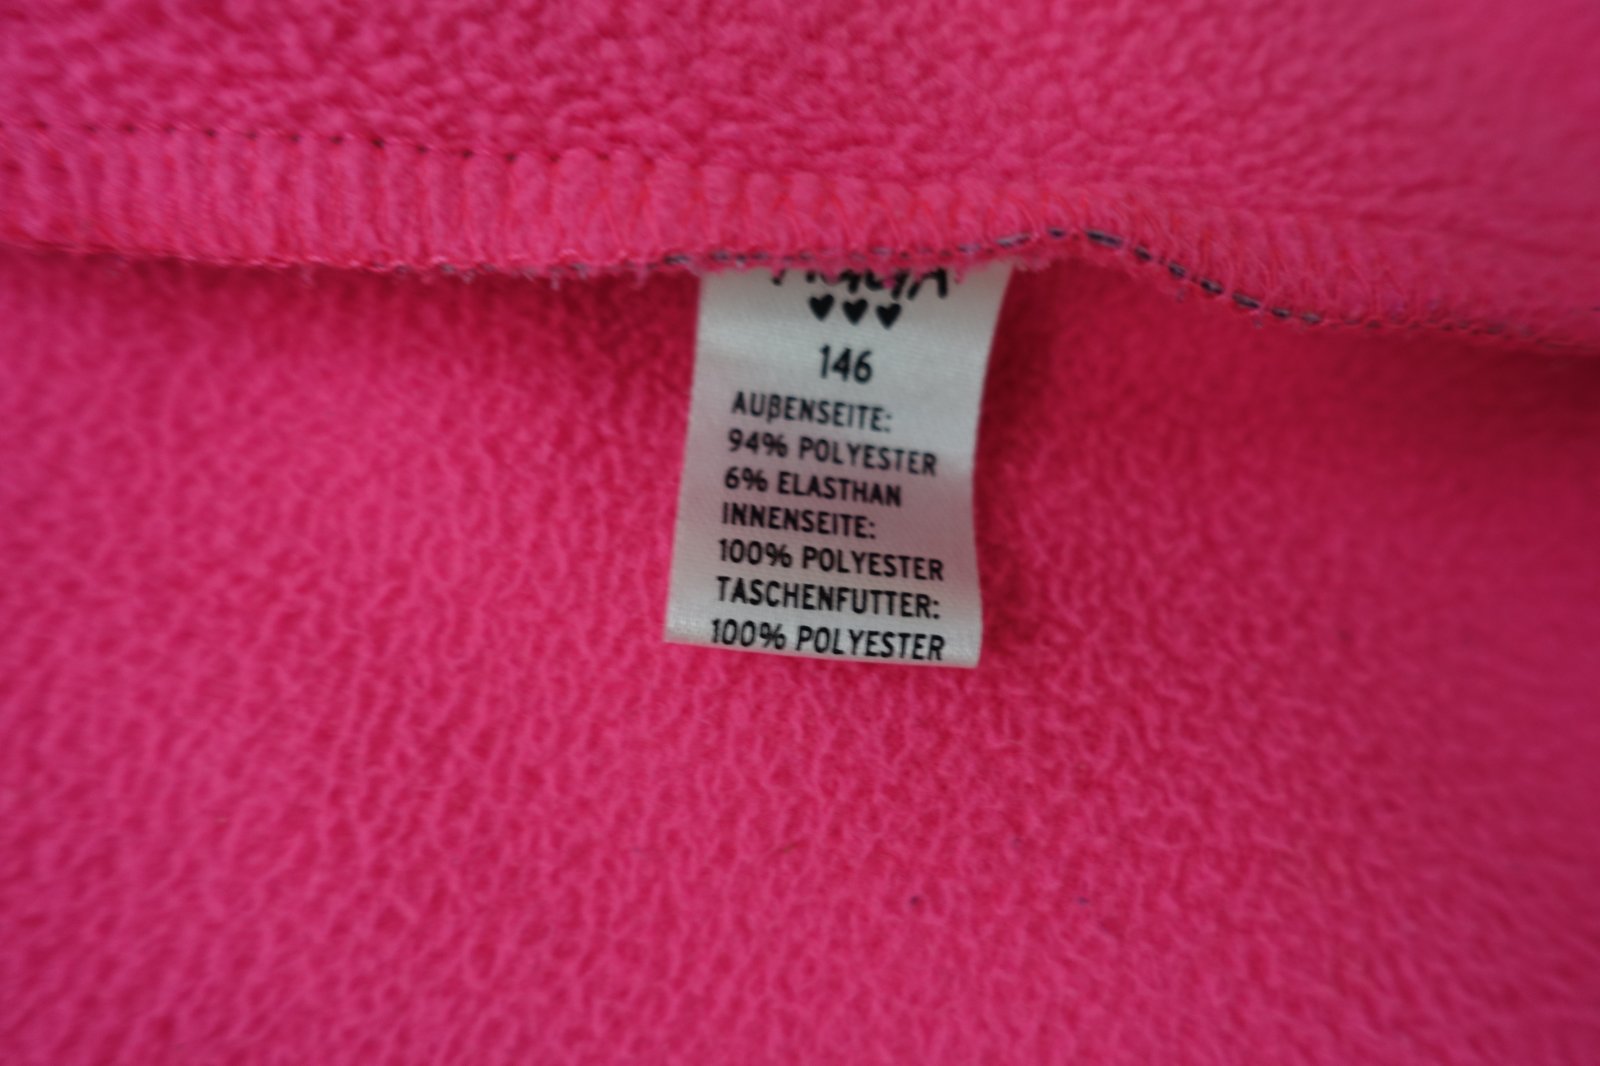 146
AUßENSEITE:
94% POLYESTER
6% ELASTHAN
INNENSEITE:
100% POLYESTER
TASCHENFUTTER:
100% POLYESTER